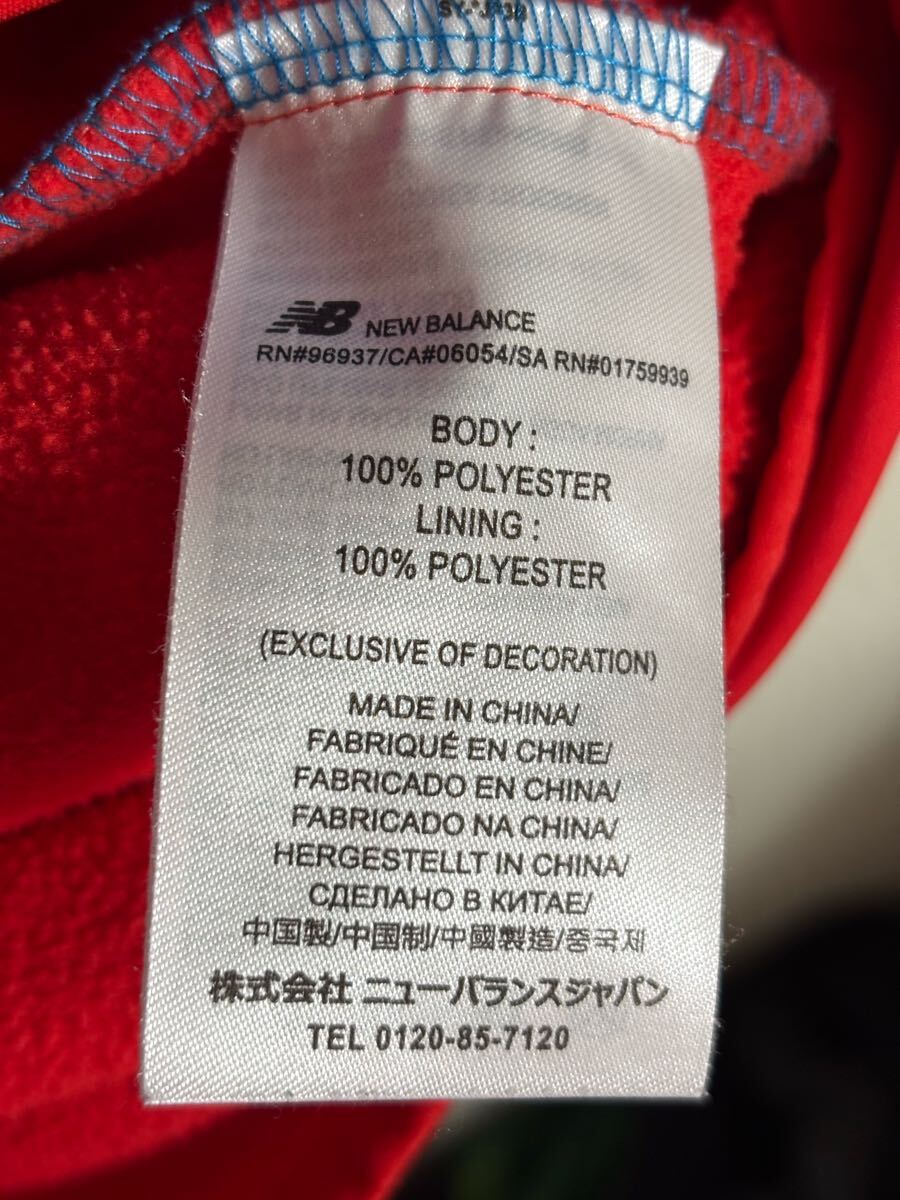 NB NEW BALANCE
RN#96937/CA#06054/SA RN#01759939
BODY :
100% POLYESTER
LINING :
100% POLYESTER
(EXCLUSIVE OF DECORATION)
MADE IN CHINA/
FABRIQUÉ EN CHINE/
FABRICADO EN CHINA/
FABRICADO NA CHINA/
HERGESTELLT IN CHINA/
СДЕЛАНО В КИТАЕ/
中国製/中国制/中國製造/중국제
株式会社 ニューバランスジャパン
TEL 0120-85-7120